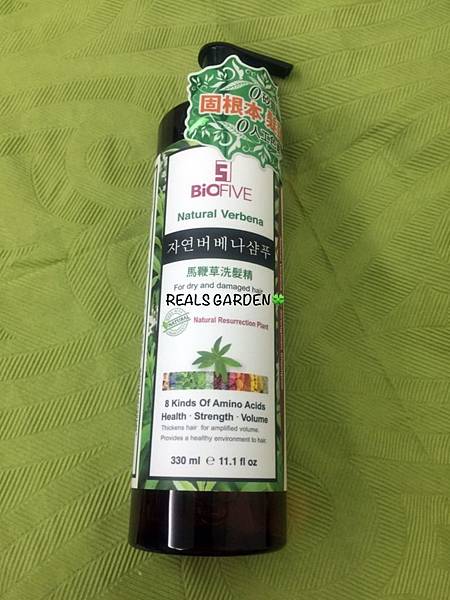 固根本
BiOFIVE
Natural Verbena
자연버베나샴푸
馬鞭草洗髮精
For dry and damaged hair
REALS GARDEN
NATURAL
Natural Resurrection Plant
8 Kinds Of Amino Acids
Health · Strength · Volume
Thickens hair for amplified volume.
Provides a healthy environment to hair.
330 ml ℮ 11.1 fl oz